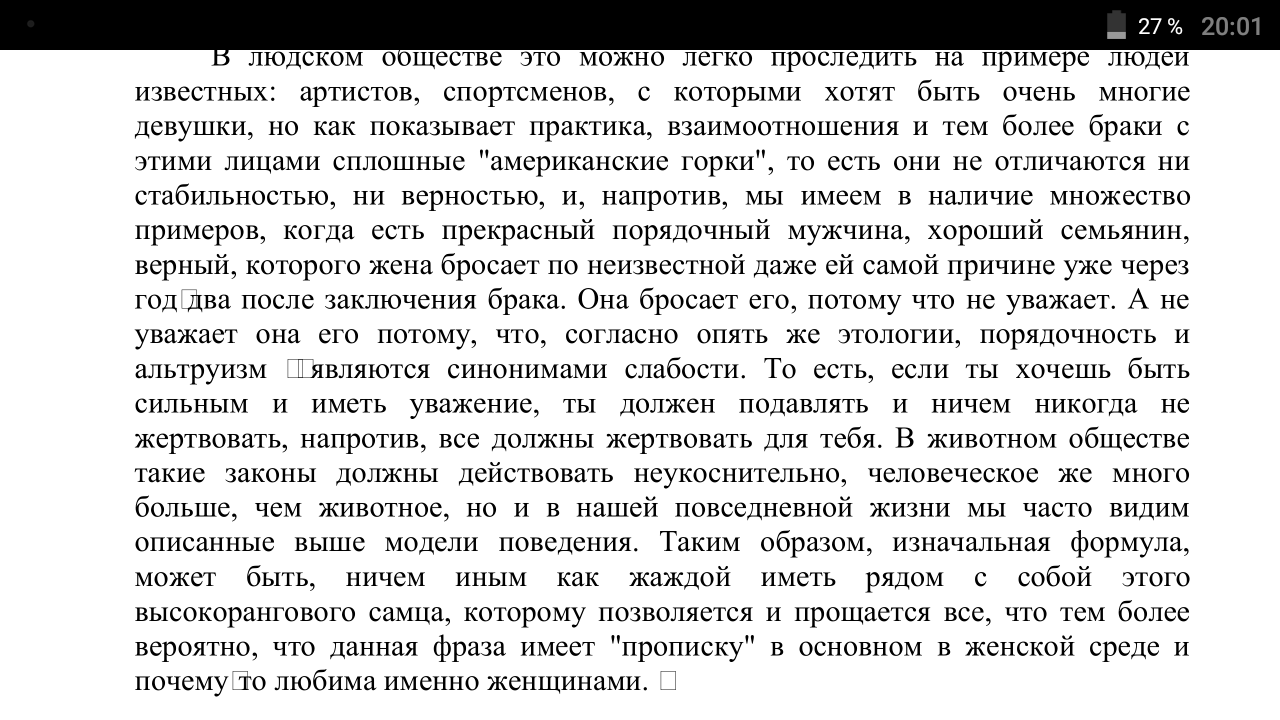 27 % 20:01
В людском обществе это можно легко проследить на примере людей
известных: артистов, спортсменов, с которыми хотят быть очень многие
девушки, но как показывает практика, взаимоотношения и тем более браки с
этими лицами сплошные "американские горки", то есть они не отличаются ни
стабильностью, ни верностью, и, напротив, мы имеем в наличие множество
примеров, когда есть прекрасный порядочный мужчина, хороший семьянин,
верный, которого жена бросает по неизвестной даже ей самой причине уже через
год□два после заключения брака. Она бросает его, потому что не уважает. А не
уважает она его потому, что, согласно опять же этологии, порядочность и
альтруизм □□являются синонимами слабости. То есть, если ты хочешь быть
сильным и иметь уважение, ты должен подавлять и ничем никогда не
жертвовать, напротив, все должны жертвовать для тебя. В животном обществе
такие законы должны действовать неукоснительно, человеческое же много
больше, чем животное, но и в нашей повседневной жизни мы часто видим
описанные выше модели поведения. Таким образом, изначальная формула,
может быть, ничем иным как жаждой иметь рядом с собой этого
высокорангового самца, которому позволяется и прощается все, что тем более
вероятно, что данная фраза имеет "прописку" в основном в женской среде и
почему□то любима именно женщинами. □